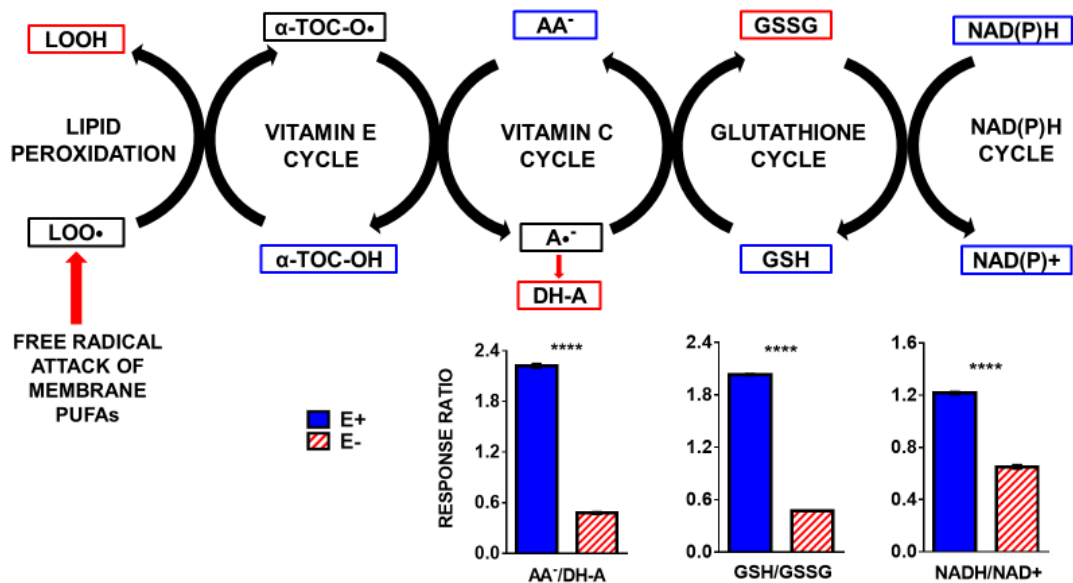 LOOH
α-TOC-O•
AA⁻
GSSG
NAD(P)H
LIPID
PEROXIDATION
VITAMIN E
CYCLE
VITAMIN C
CYCLE
GLUTATHIONE
CYCLE
NAD(P)H
CYCLE
LOO•
α-TOC-OH
A•⁻
GSH
NAD(P)+
DH-A
FREE RADICAL
ATTACK OF
MEMBRANE
PUFAs
E+
E-
RESPONSE RATIO
2.4
1.8
1.2
0.6
0.0
****
AA⁻/DH-A
2.4
1.8
1.2
0.6
0.0
****
GSH/GSSG
1.6
1.2
0.8
0.4
0.0
****
NADH/NAD+